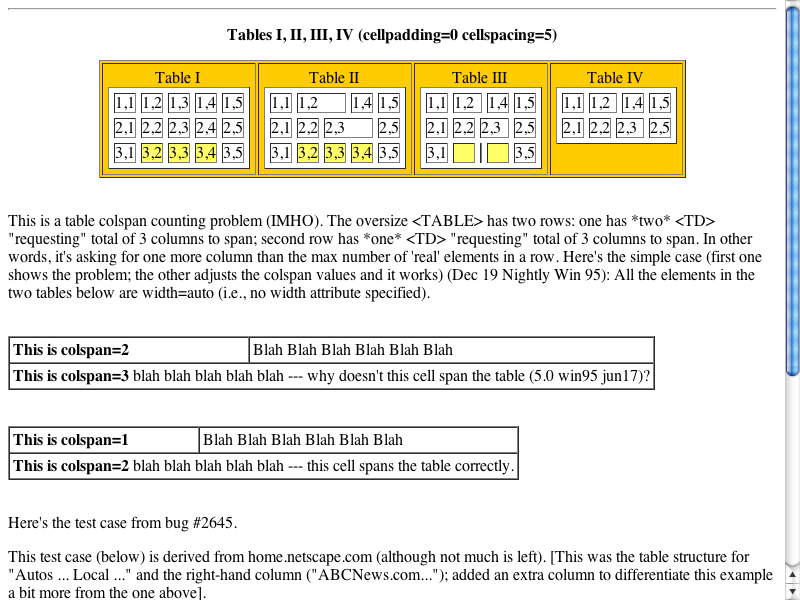 Tables I, II, III, IV (cellpadding=0 cellspacing=5)
Table I Table II Table III Table IV
1,1 1,2 1,3 1,4 1,5 1,1 1,2 1,4 1,5 1,1 1,2 1,4 1,5 1,1 1,2 1,4 1,5
2,1 2,2 2,3 2,4 2,5 2,1 2,2 2,3 2,5 2,1 2,2 2,3 2,5 2,1 2,2 2,3 2,5
3,1 3,2 3,3 3,4 3,5 3,1 3,2 3,3 3,4 3,5 3,1 3,5
This is a table colspan counting problem (IMHO). The oversize <TABLE> has two rows: one has *two* <TD>
"requesting" total of 3 columns to span; second row has *one* <TD> "requesting" total of 3 columns to span. In other
words, it's asking for one more column than the max number of 'real' elements in a row. Here's the simple case (first one
shows the problem; the other adjusts the colspan values and it works) (Dec 19 Nightly Win 95): All the elements in the
two tables below are width=auto (i.e., no width attribute specified).
This is colspan=2 Blah Blah Blah Blah Blah Blah
This is colspan=3 blah blah blah blah blah --- why doesn't this cell span the table (5.0 win95 jun17)?
This is colspan=1 Blah Blah Blah Blah Blah Blah
This is colspan=2 blah blah blah blah blah --- this cell spans the table correctly.
Here's the test case from bug #2645.
This test case (below) is derived from home.netscape.com (although not much is left). [This was the table structure for
"Autos ... Local ..." and the right-hand column ("ABCNews.com..."); added an extra column to differentiate this example
a bit more from the one above].